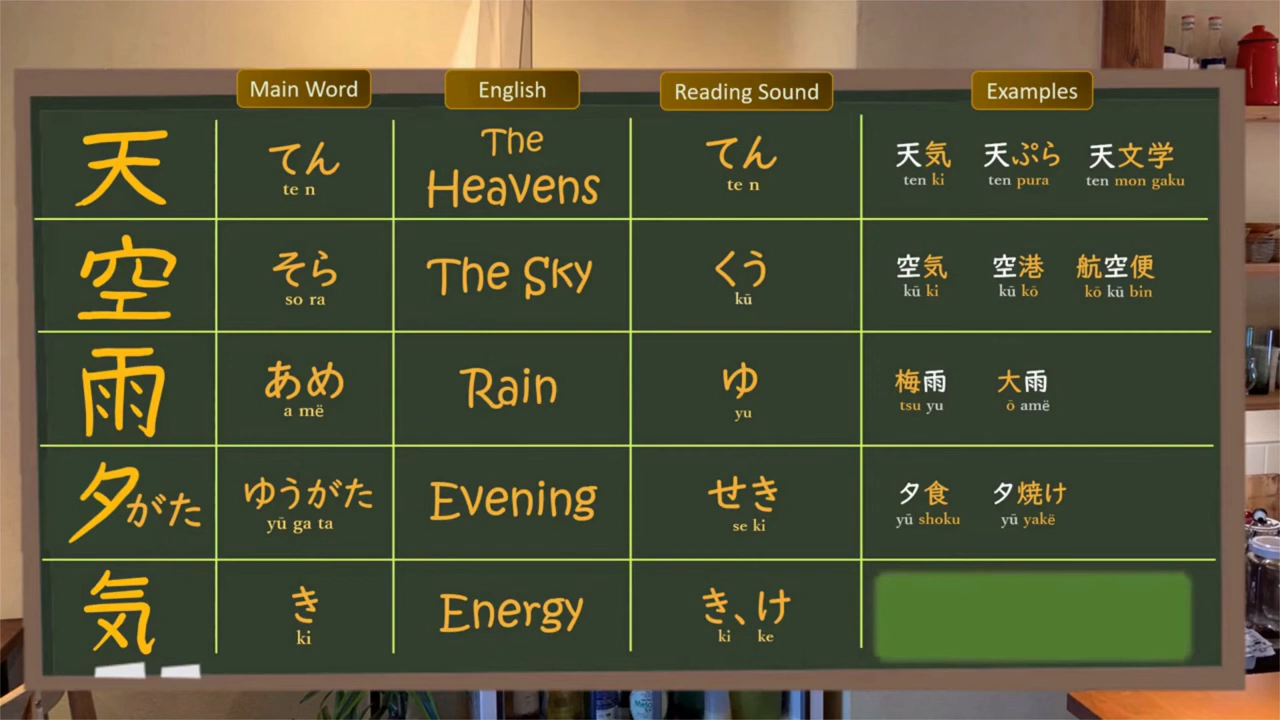 Main Word English Reading Sound Examples
天 てん The Heavens てん 天気 天ぷら 天文学
te n te n ten ki ten pura ten mon gaku
空 そら The Sky くう 空気 空港 航空便
so ra kū kū ki kū kō kō kū bin
雨 あめ Rain ゆ 梅雨 大雨
a më yu tsu yu ō amë
夕がた ゆうがた Evening せき 夕食 夕焼け
yū ga ta se ki yū shoku yū yakë
気 き Energy き、け
ki ki ke